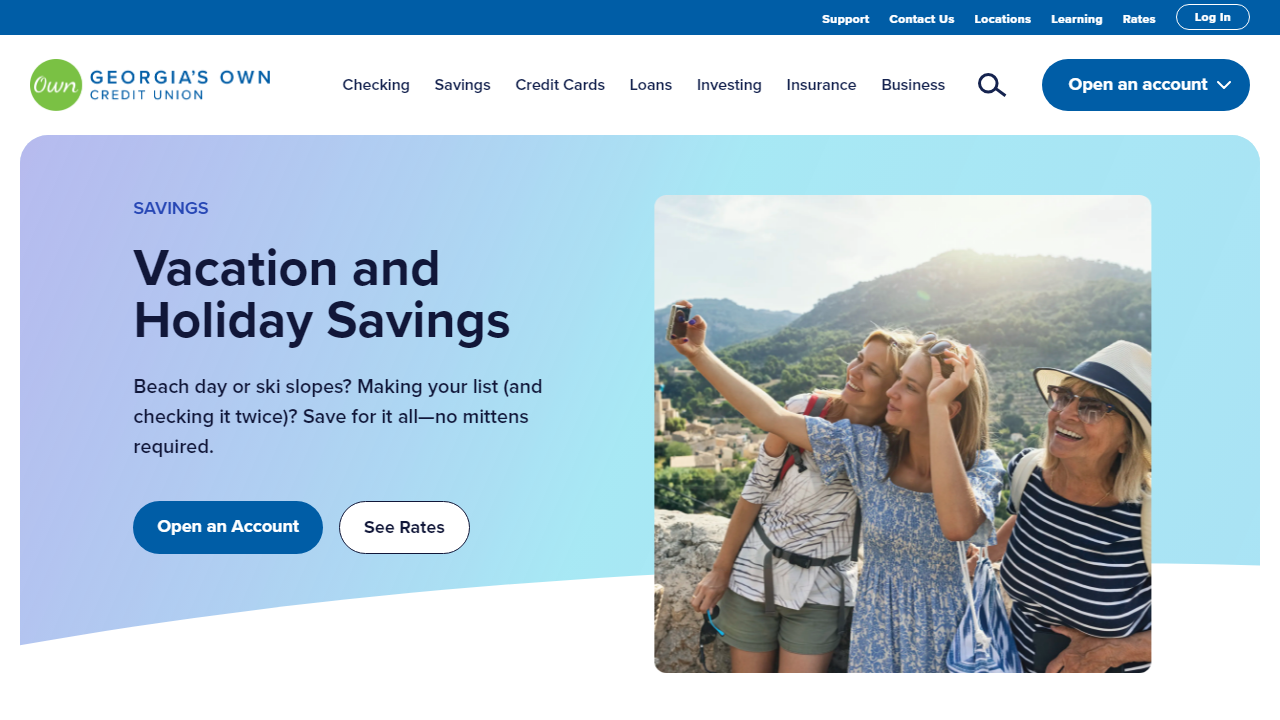 Support Contact Us Locations Learning Rates Log In
Own GEORGIA'S OWN
CREDIT UNION
Checking Savings Credit Cards Loans Investing Insurance Business Open an account
SAVINGS
Vacation and
Holiday Savings
Beach day or ski slopes? Making your list (and
checking it twice)? Save for it all—no mittens
required.
Open an Account See Rates